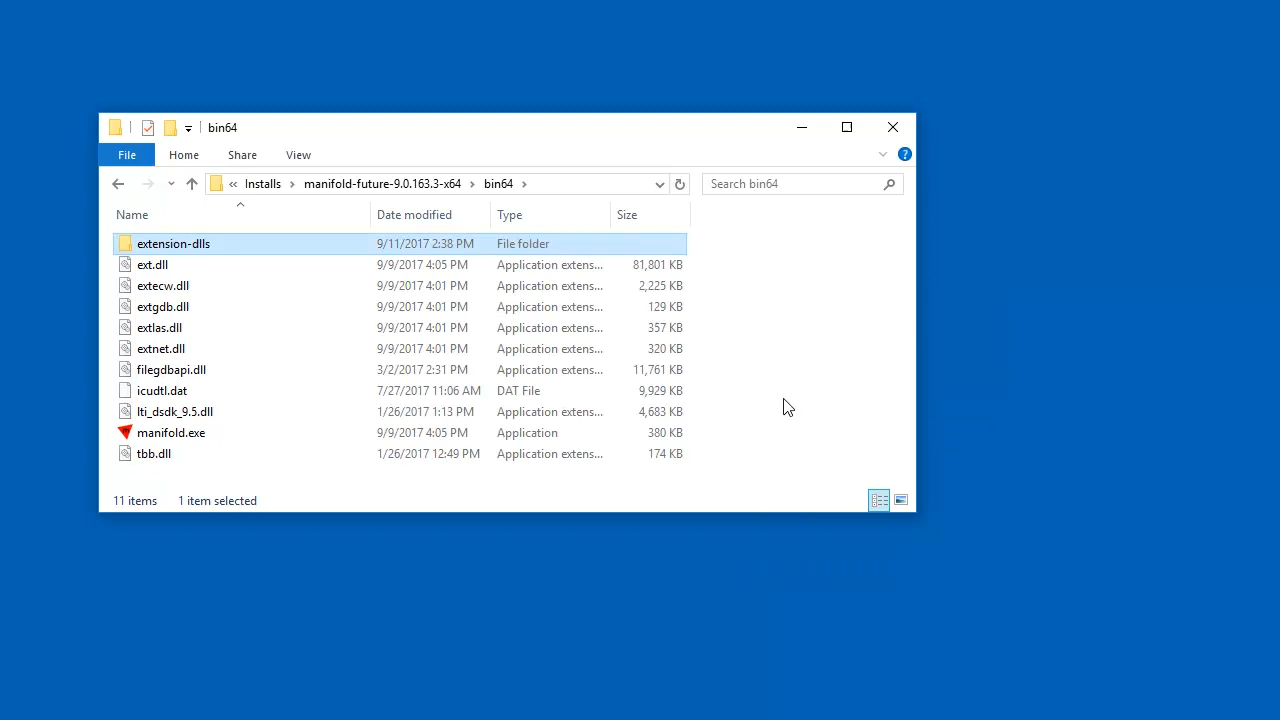 bin64
File Home Share View
« Installs › manifold-future-9.0.163.3-x64 › bin64 › Search bin64
Name Date modified Type Size
extension-dlls 9/11/2017 2:38 PM File folder
ext.dll 9/9/2017 4:05 PM Application extens... 81,801 KB
extecw.dll 9/9/2017 4:01 PM Application extens... 2,225 KB
extgdb.dll 9/9/2017 4:01 PM Application extens... 129 KB
extlas.dll 9/9/2017 4:01 PM Application extens... 357 KB
extnet.dll 9/9/2017 4:01 PM Application extens... 320 KB
filegdbapi.dll 3/2/2017 2:31 PM Application extens... 11,761 KB
icudtl.dat 7/27/2017 11:06 AM DAT File 9,929 KB
lti_dsdk_9.5.dll 1/26/2017 1:13 PM Application extens... 4,683 KB
manifold.exe 9/9/2017 4:05 PM Application 380 KB
tbb.dll 1/26/2017 12:49 PM Application extens... 174 KB
11 items 1 item selected